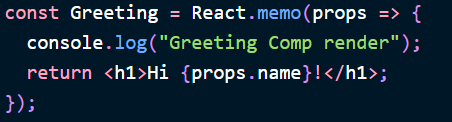 const Greeting = React.memo(props => {
  console.log("Greeting Comp render");
  return <h1>Hi {props.name}!</h1>;
});